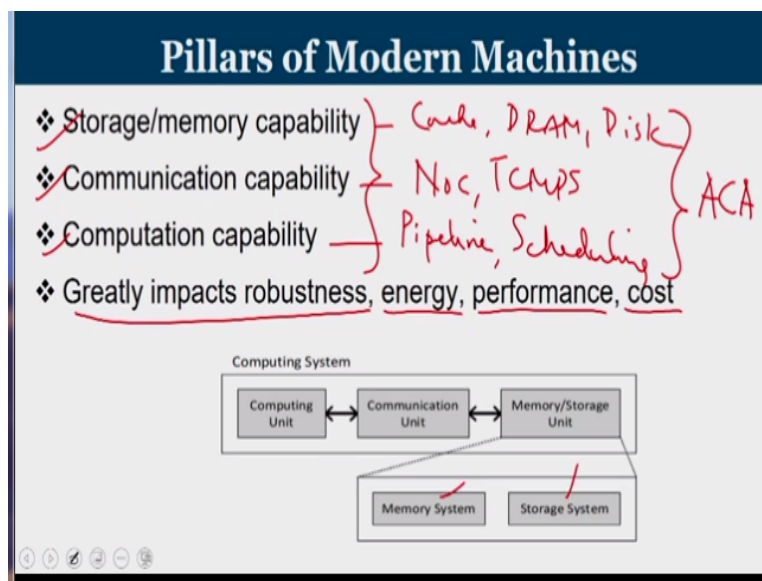 Pillars of Modern Machines
❖ Storage/memory capability – Cache, DRAM, Disk
❖ Communication capability – NoC, TCMPS
❖ Computation capability – Pipeline, Scheduling
ACA
❖ Greatly impacts robustness, energy, performance, cost
Computing System
Computing Unit
Communication Unit
Memory/Storage Unit
Memory System
Storage System